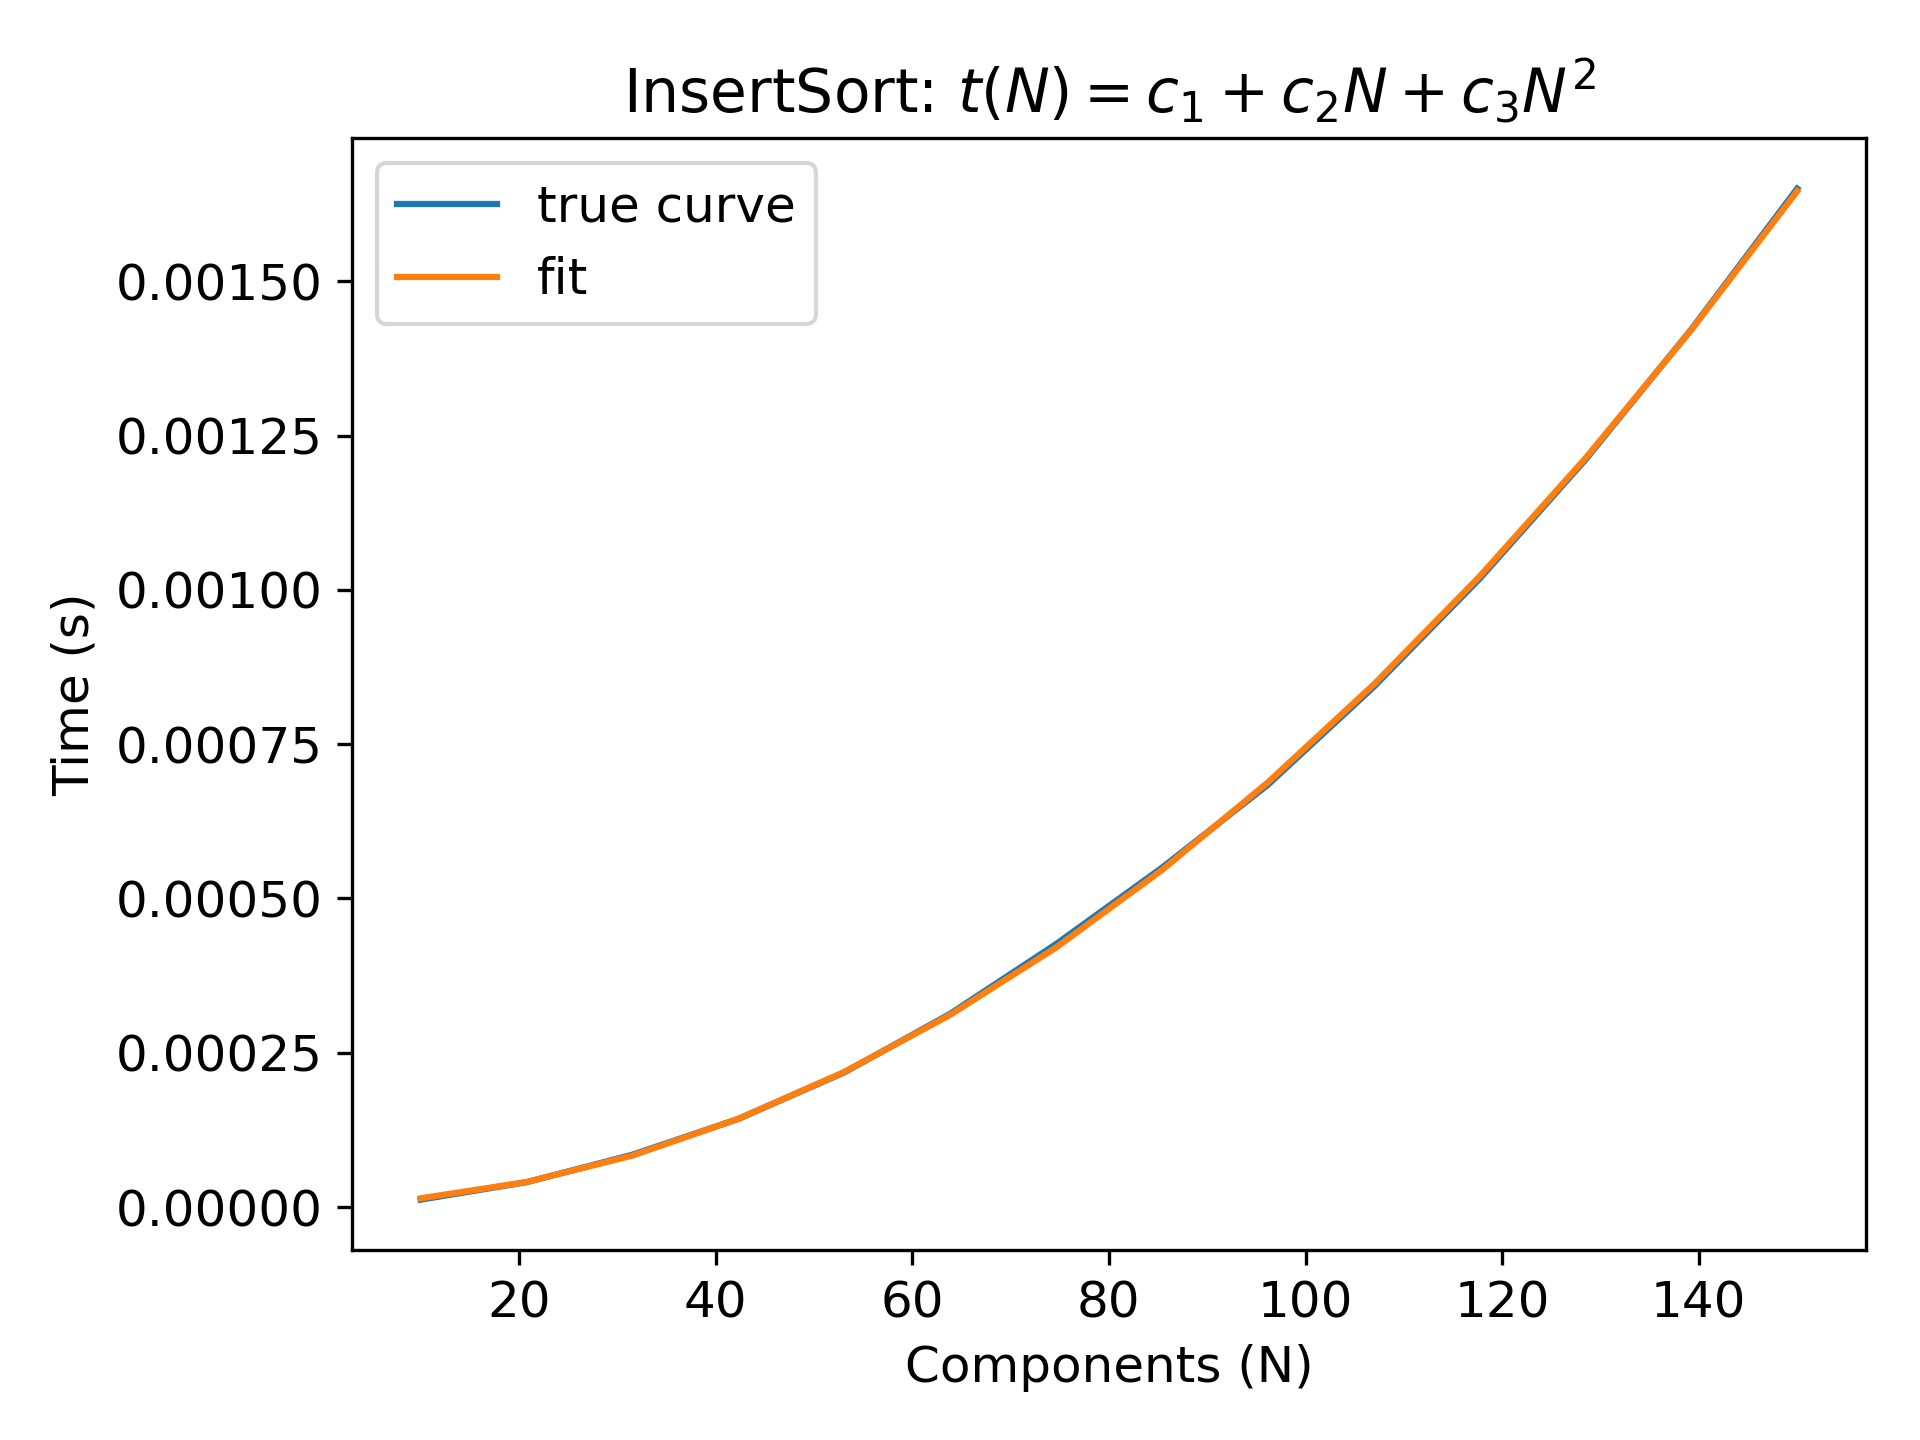 InsertSort: t(N) = c₁ + c₂N + c₃N²
true curve
fit
0.00150
0.00125
0.00100
0.00075
0.00050
0.00025
0.00000
Time (s)
20 40 60 80 100 120 140
Components (N)